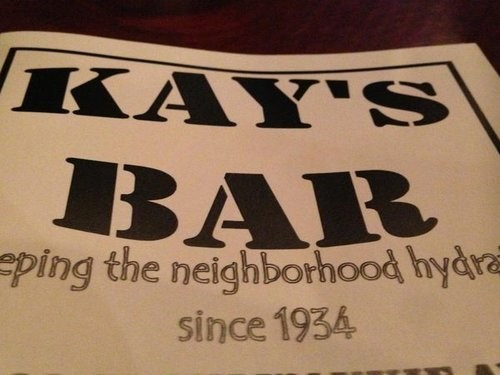 KAY'S
BAR
eping the neighborhood hydra
since 1934